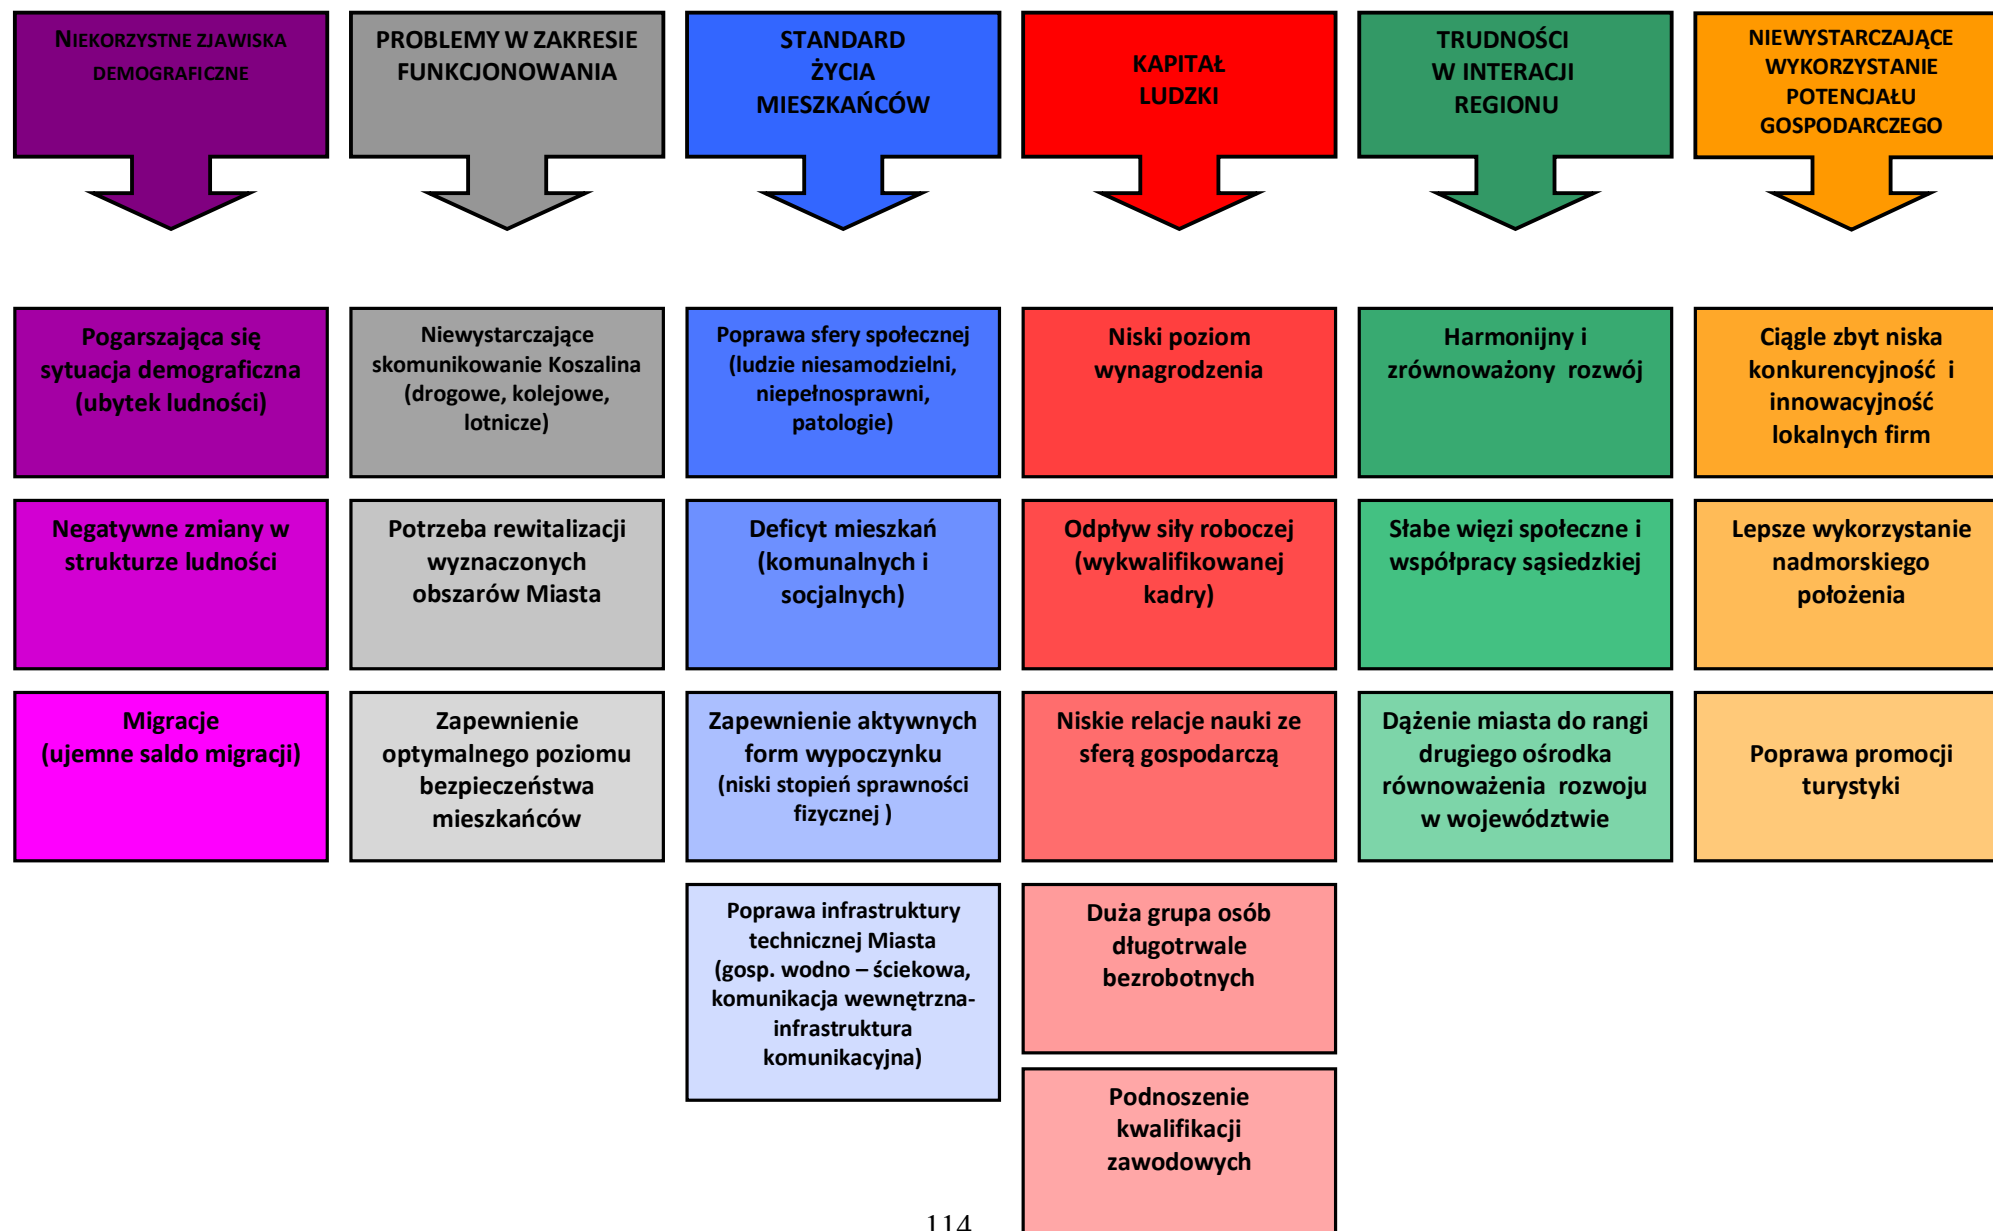 NIEKORZYSTNE ZJAWISKA
DEMOGRAFICZNE
PROBLEMY W ZAKRESIE
FUNKCJONOWANIA
STANDARD
ŻYCIA
MIESZKAŃCÓW
KAPITAŁ
LUDZKI
TRUDNOŚCI
W INTERACJI
REGIONU
NIEWYSTARCZAJĄCE
WYKORZYSTANIE
POTENCJAŁU
GOSPODARCZEGO
Pogarszająca się
sytuacja demograficzna
(ubytek ludności)
Niewystarczające
skomunikowanie Koszalina
(drogowe, kolejowe,
lotnicze)
Poprawa sfery społecznej
(ludzie niesamodzielni,
niepełnosprawni,
patologie)
Niski poziom
wynagrodzenia
Harmonijny i
zrównoważony rozwój
Ciągle zbyt niska
konkurencyjność i
innowacyjność
lokalnych firm
Negatywne zmiany w
strukturze ludności
Potrzeba rewitalizacji
wyznaczonych
obszarów Miasta
Deficyt mieszkań
(komunalnych i
socjalnych)
Odpływ siły roboczej
(wykwalifikowanej
kadry)
Słabe więzi społeczne i
współpracy sąsiedzkiej
Lepsze wykorzystanie
nadmorskiego
położenia
Migracje
(ujemne saldo migracji)
Zapewnienie
optymalnego poziomu
bezpieczeństwa
mieszkańców
Zapewnienie aktywnych
form wypoczynku
(niski stopień sprawności
fizycznej )
Niskie relacje nauki ze
sferą gospodarczą
Dążenie miasta do rangi
drugiego ośrodka
równoważenia rozwoju
w województwie
Poprawa promocji
turystyki
Poprawa infrastruktury
technicznej Miasta
(gosp. wodno – ściekowa,
komunikacja wewnętrzna-
infrastruktura
komunikacyjna)
Duża grupa osób
długotrwale
bezrobotnych
Podnoszenie
kwalifikacji
zawodowych
114